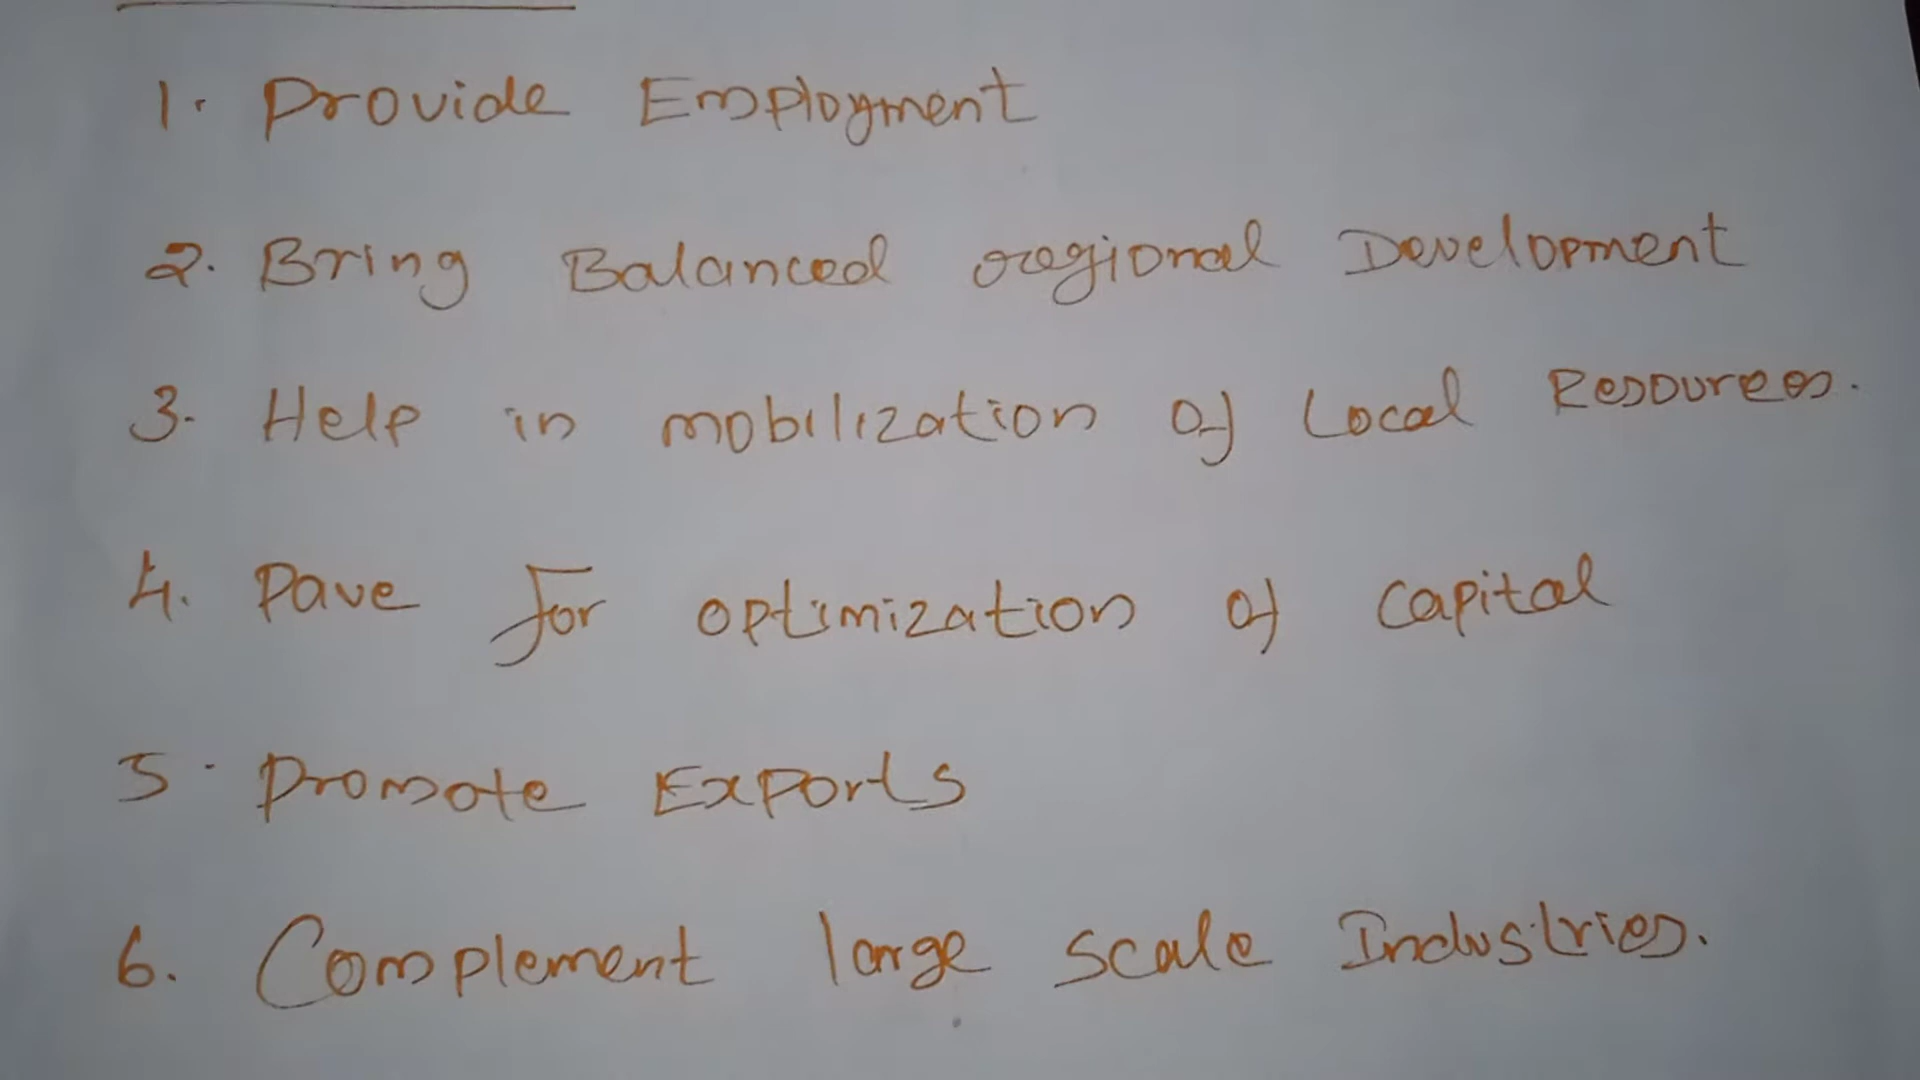 1. Provide Employment
2. Bring Balanced regional Development
3. Help in mobilization of Local Resources.
4. Pave for optimization of capital
5. Promote Exports
6. Complement large scale Industries.